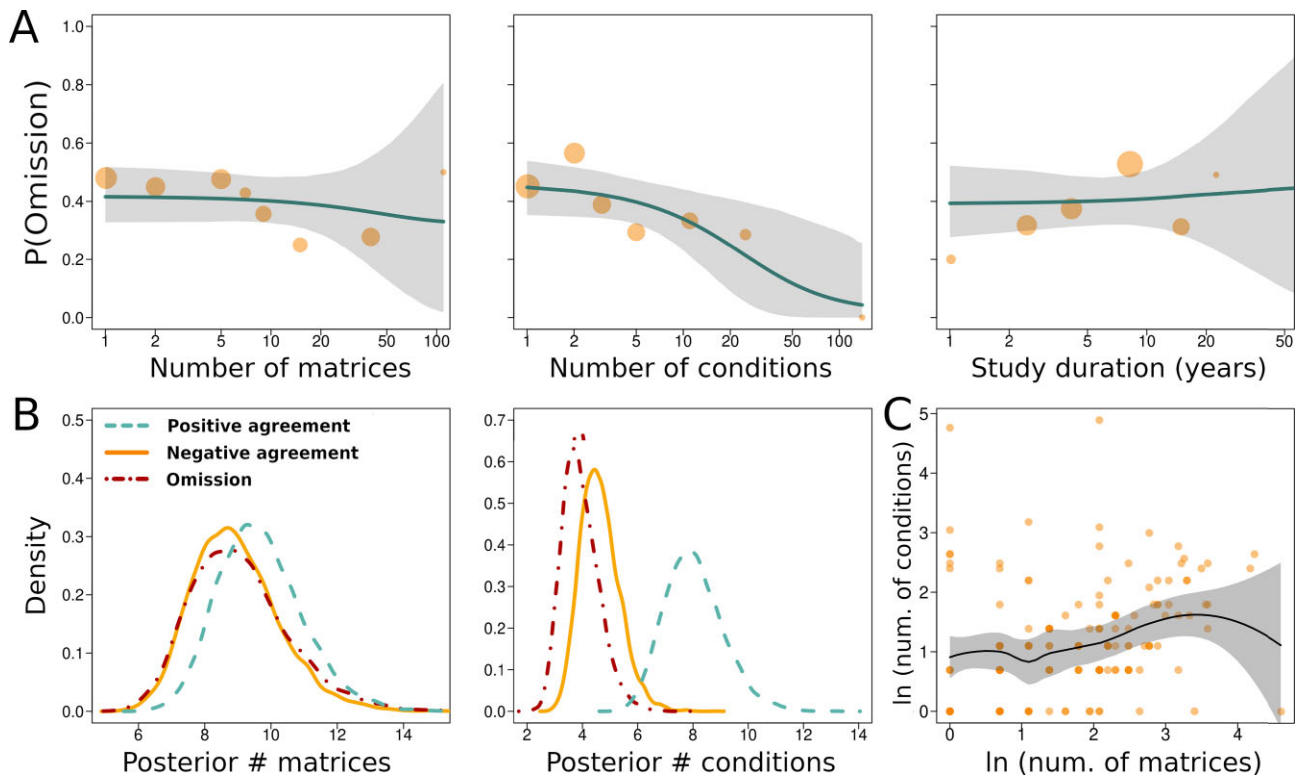 A
P(Omission)
1.0
0.8
0.6
0.4
0.2
0.0
1 2 5 10 20 50 100
Number of matrices
1 2 5 10 20 50 100
Number of conditions
1 2 5 10 20 50
Study duration (years)
B
Density
0.5
0.4
0.3
0.2
0.1
0.0
Positive agreement
Negative agreement
Omission
6 8 10 12 14
Posterior # matrices
0.7
0.6
0.5
0.4
0.3
0.2
0.1
0.0
2 4 6 8 10 12 14
Posterior # conditions
C
ln (num. of conditions)
5
4
3
2
1
0
0 1 2 3 4
ln (num. of matrices)